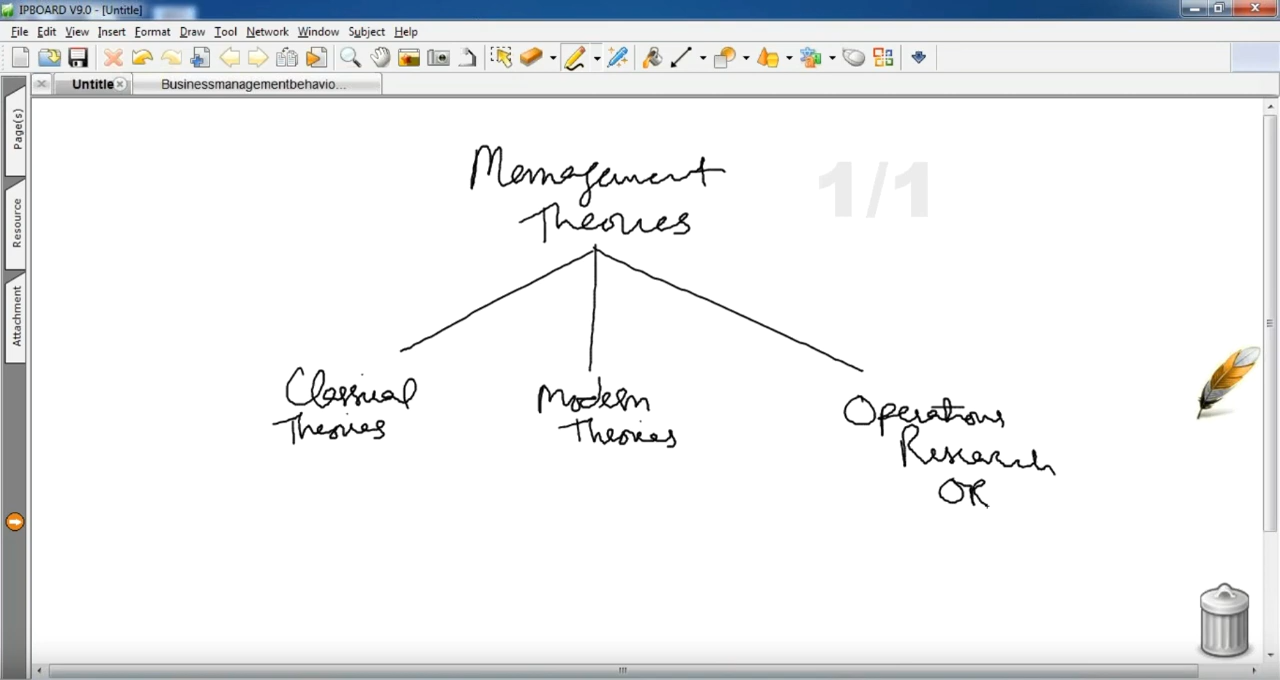 IPBOARD V9.0 - [Untitle]
File Edit View Insert Format Draw Tool Network Window Subject Help
Untitle
Businessmanagementbehavio...
Page(s)
Resource
Attachment
1/1
Management
Theories
Classical
Theories
Modern
Theories
Operations
Research
OR